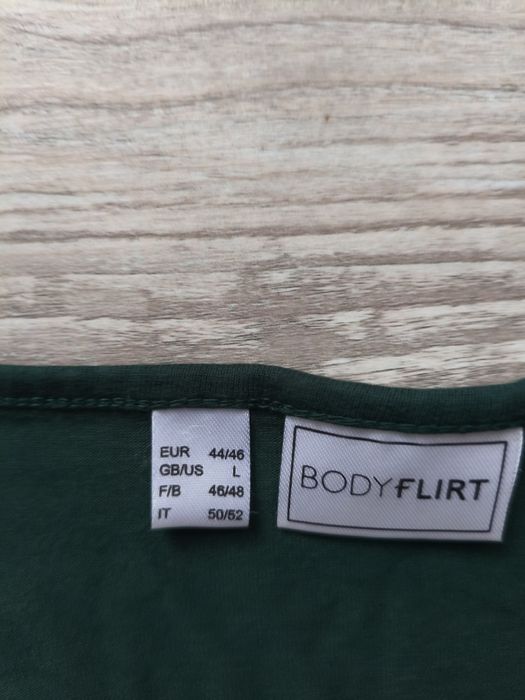 EUR 44/46
GB/US L
F/B 46/48
IT 50/52
BODYFLIRT